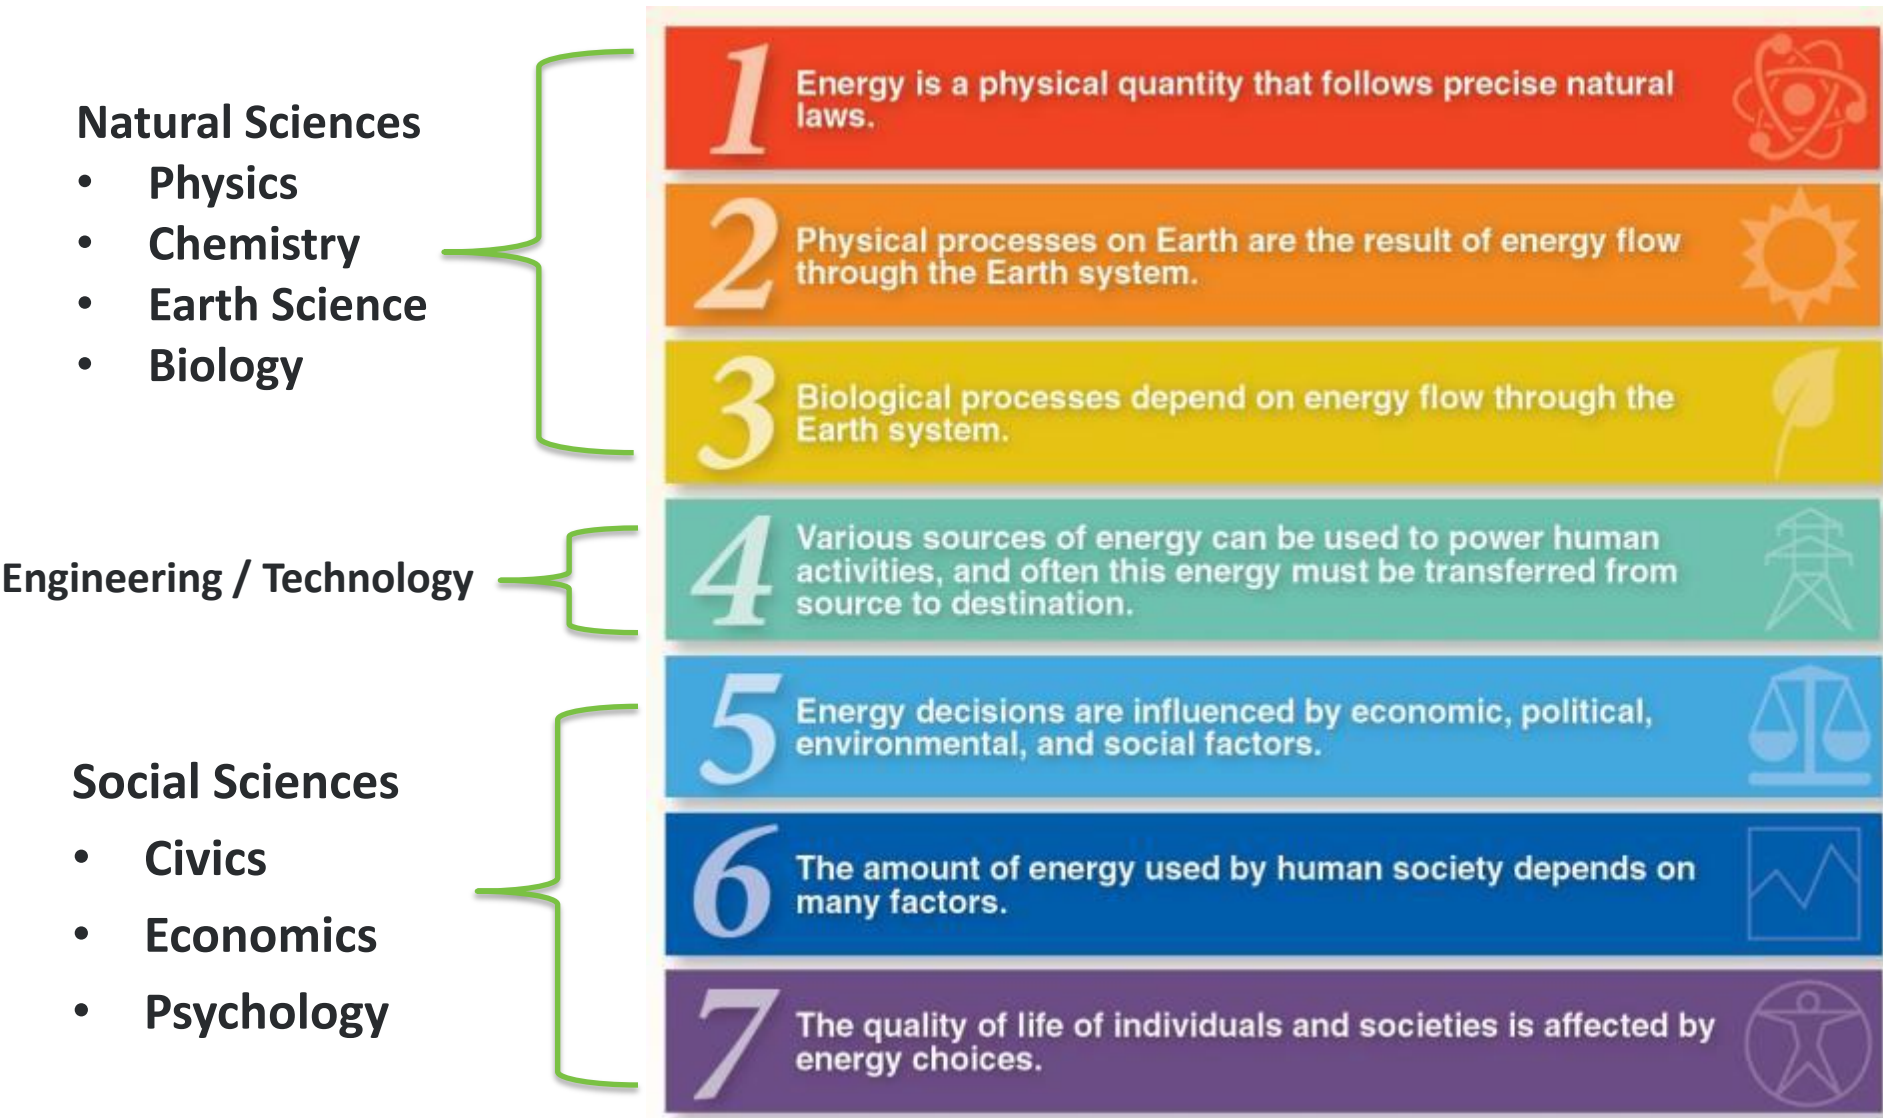 Natural Sciences
• Physics
• Chemistry
• Earth Science
• Biology
Engineering / Technology
Social Sciences
• Civics
• Economics
• Psychology
1
Energy is a physical quantity that follows precise natural
laws.
2
Physical processes on Earth are the result of energy flow
through the Earth system.
3
Biological processes depend on energy flow through the
Earth system.
4
Various sources of energy can be used to power human
activities, and often this energy must be transferred from
source to destination.
5
Energy decisions are influenced by economic, political,
environmental, and social factors.
6
The amount of energy used by human society depends on
many factors.
7
The quality of life of individuals and societies is affected by
energy choices.